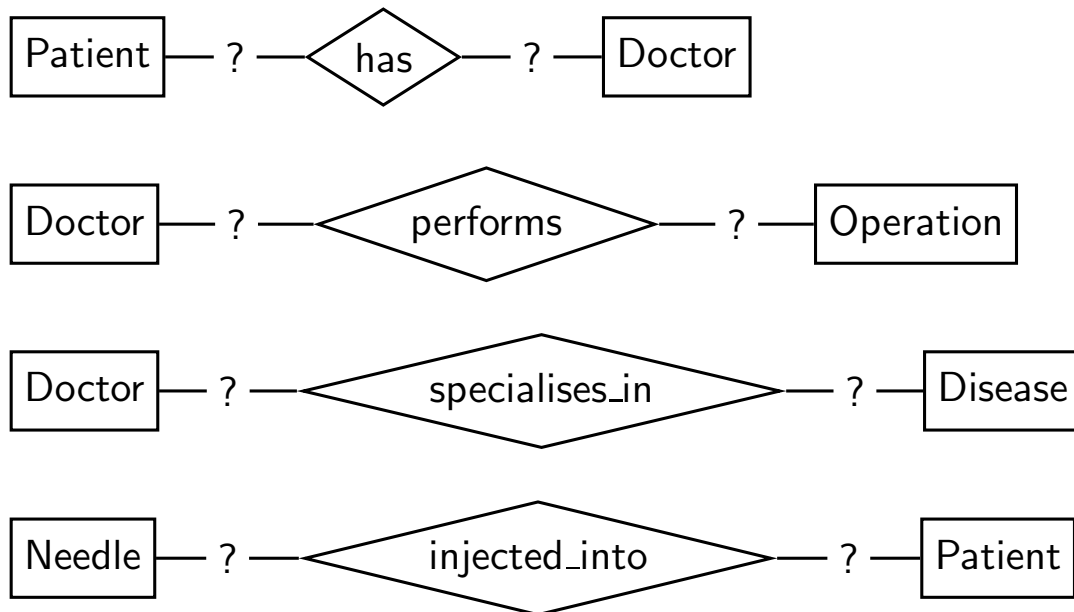 Patient ? has ? Doctor
Doctor ? performs ? Operation
Doctor ? specialises_in ? Disease
Needle ? injected_into ? Patient